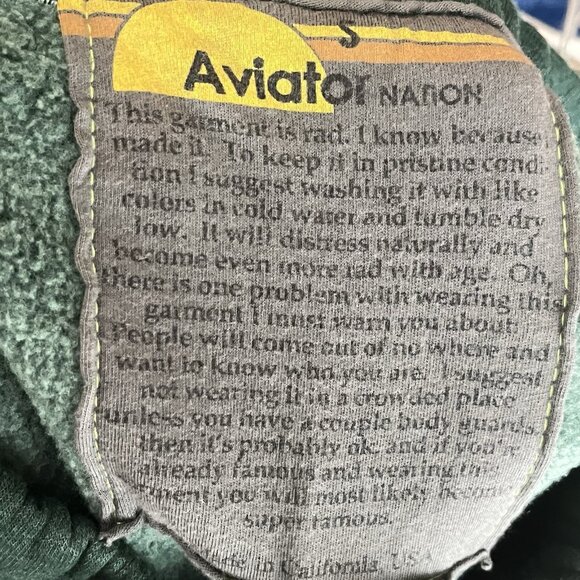 S
Aviator NATION
This garment is rad. I know because
made it. To keep it in pristine condi-
tion I suggest washing it with like
colors in cold water and tumble dry
low. It will distress naturally and
become even more rad with age. Oh,
there is one problem with wearing this
garment I must warn you about.
People will come out of no where and
want to know who you are. I suggest
not wearing it in a crowded place
unless you have a couple body guards,
then it's probably ok. and if you're
already famous and wearing this
ment you will most likely become
super famous.
de in California, USA